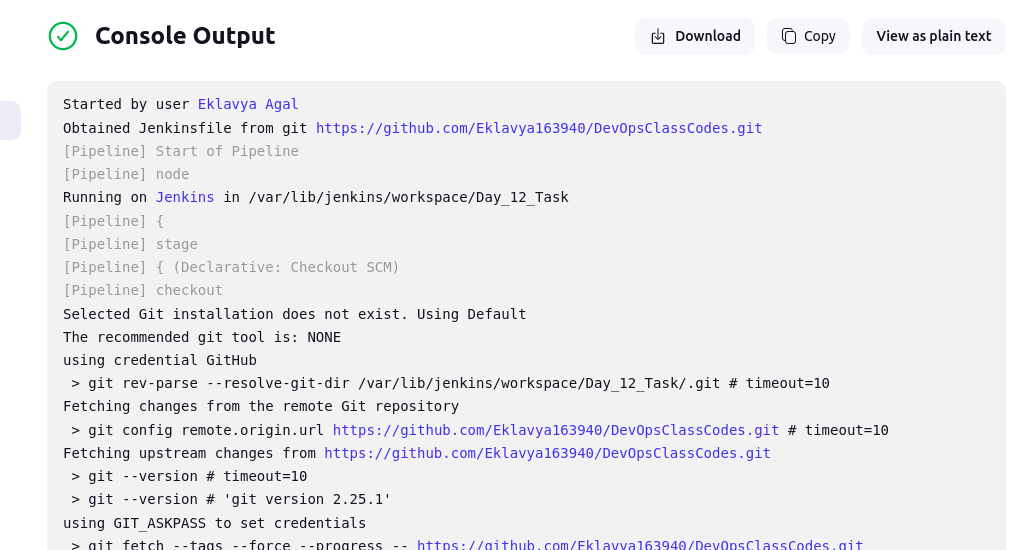 Console Output
Download
Copy
View as plain text
Started by user Eklavya Agal
Obtained Jenkinsfile from git https://github.com/Eklavya163940/DevOpsClassCodes.git
[Pipeline] Start of Pipeline
[Pipeline] node
Running on Jenkins in /var/lib/jenkins/workspace/Day_12_Task
[Pipeline] {
[Pipeline] stage
[Pipeline] { (Declarative: Checkout SCM)
[Pipeline] checkout
Selected Git installation does not exist. Using Default
The recommended git tool is: NONE
using credential GitHub
 > git rev-parse --resolve-git-dir /var/lib/jenkins/workspace/Day_12_Task/.git # timeout=10
Fetching changes from the remote Git repository
 > git config remote.origin.url https://github.com/Eklavya163940/DevOpsClassCodes.git # timeout=10
Fetching upstream changes from https://github.com/Eklavya163940/DevOpsClassCodes.git
 > git --version # timeout=10
 > git --version # 'git version 2.25.1'
using GIT_ASKPASS to set credentials
 > git fetch --tags --force --progress -- https://github.com/Eklavya163940/DevOpsClassCodes.git